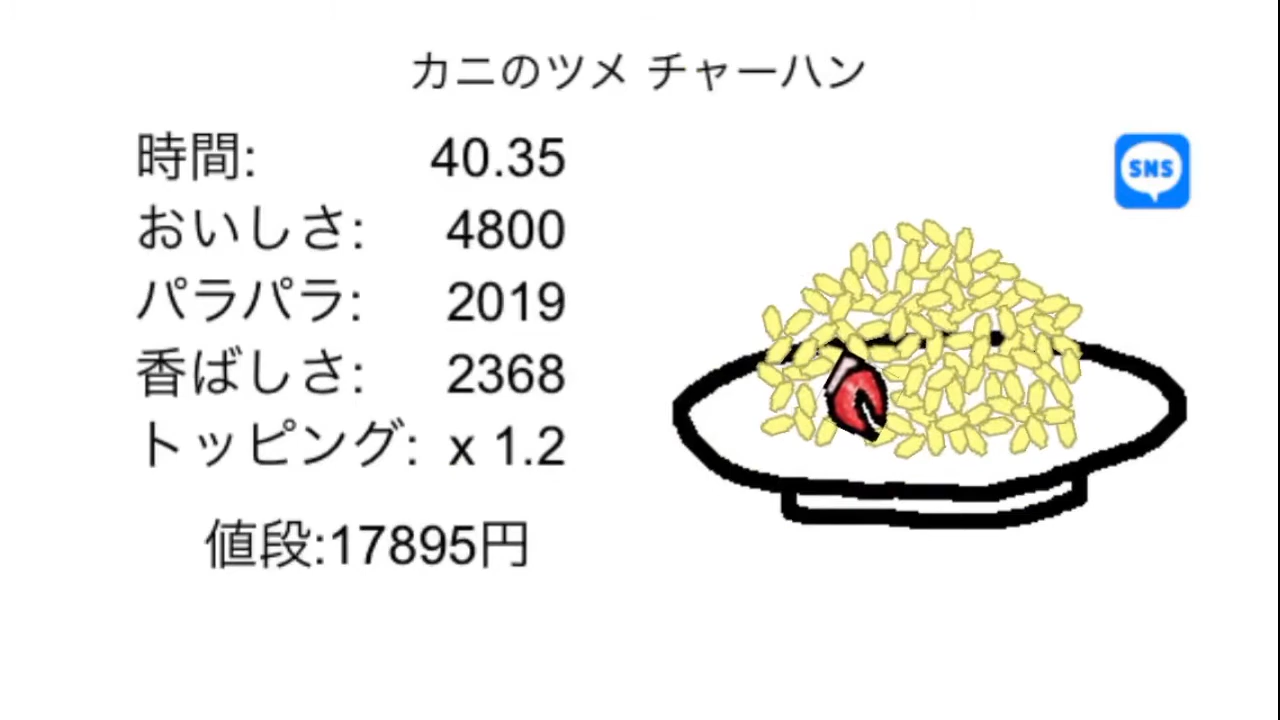 カニのツメ チャーハン
時間: 40.35
おいしさ: 4800
パラパラ: 2019
香ばしさ: 2368
トッピング: x 1.2
値段:17895円
SNS